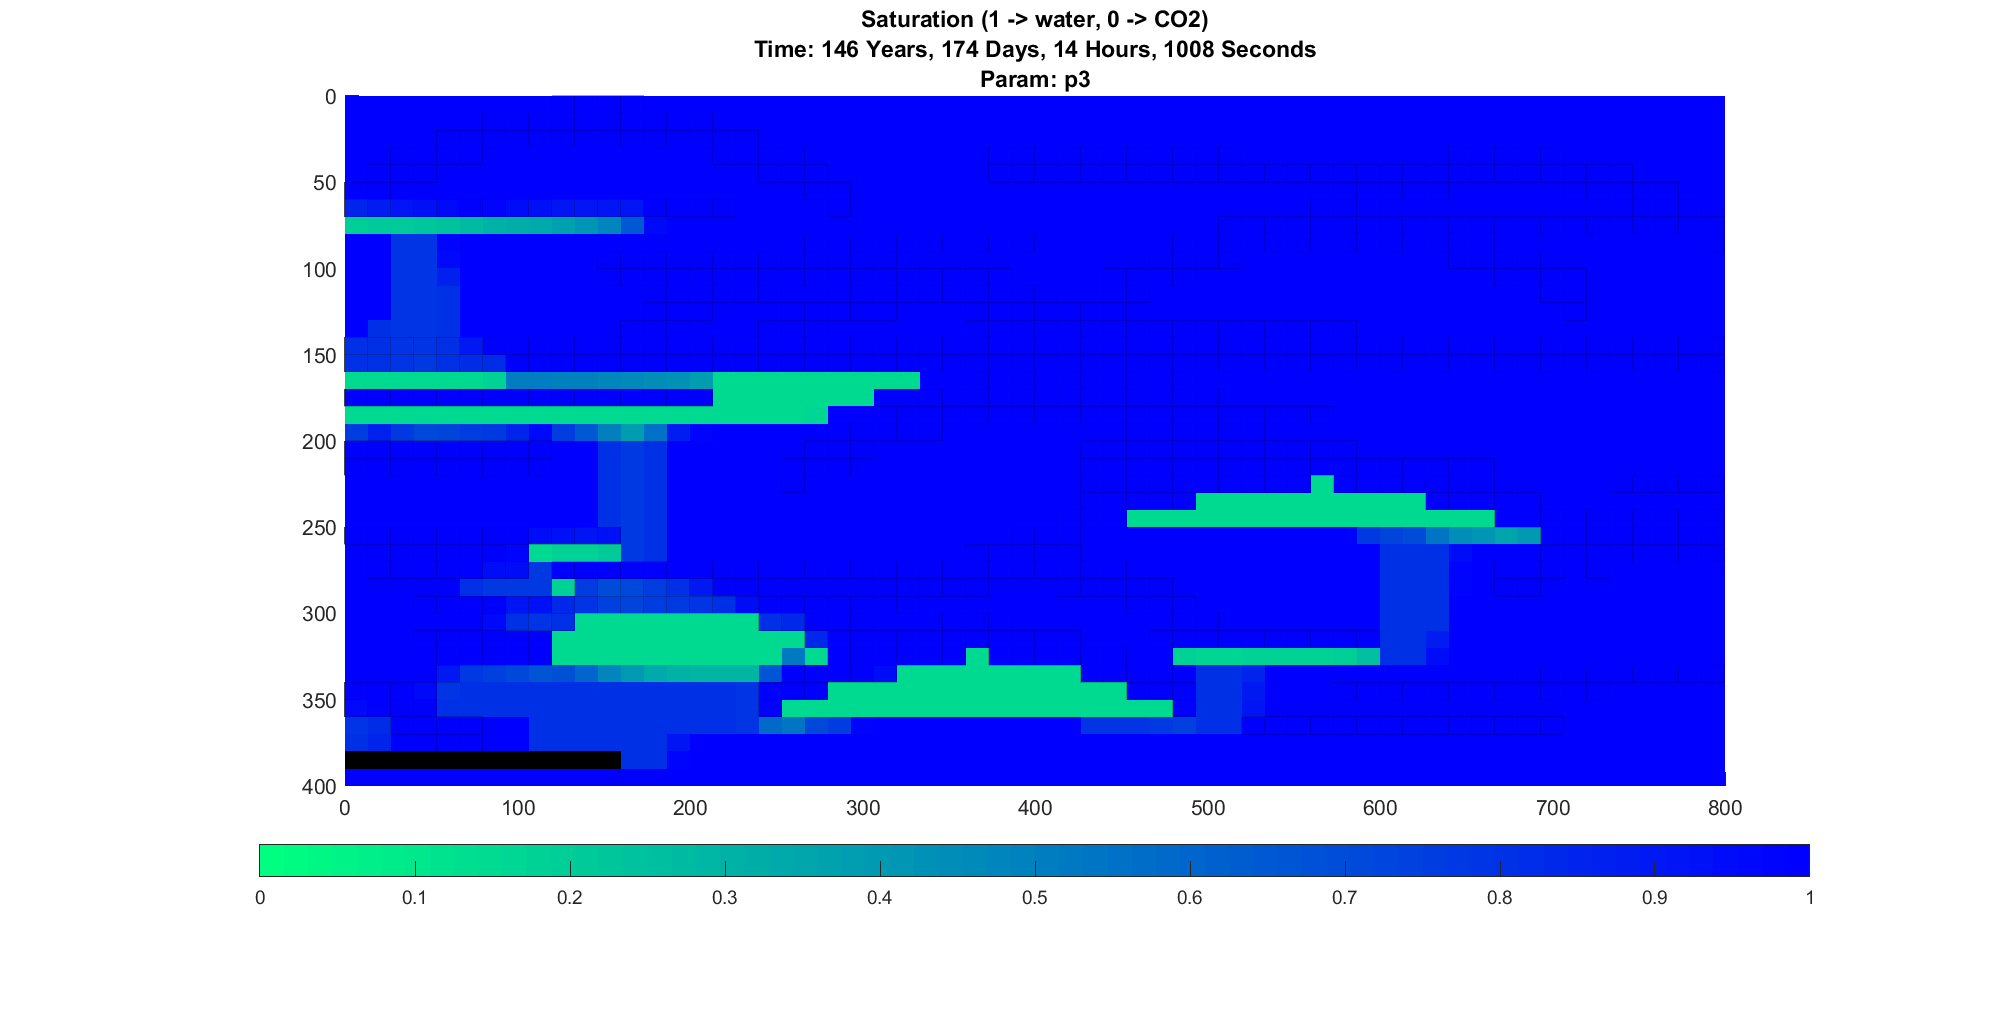 Saturation (1 -> water, 0 -> CO2)
Time: 146 Years, 174 Days, 14 Hours, 1008 Seconds
Param: p3
0
50
100
150
200
250
300
350
400
0 100 200 300 400 500 600 700 800
0 0.1 0.2 0.3 0.4 0.5 0.6 0.7 0.8 0.9 1